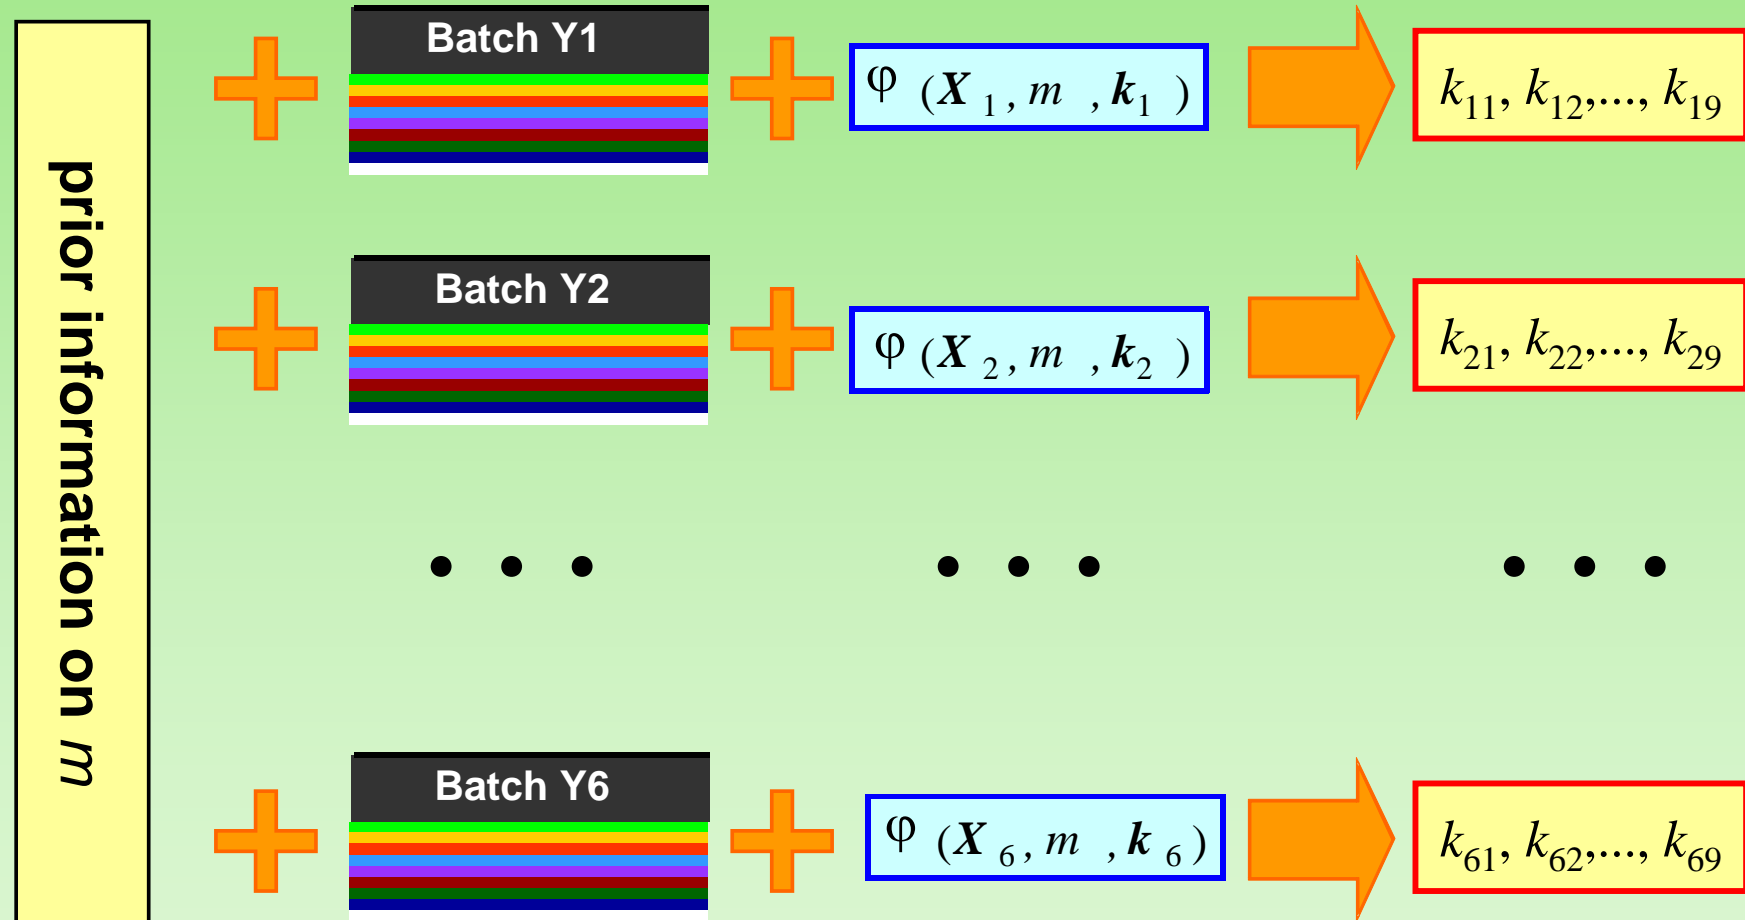 prior information on m
Batch Y1
φ (X 1 , m , k1 )
k11, k12,..., k19
Batch Y2
φ (X 2 , m , k2 )
k21, k22,..., k29
• • • • • • • • •
Batch Y6
φ (X 6 , m , k 6 )
k61, k62,..., k69